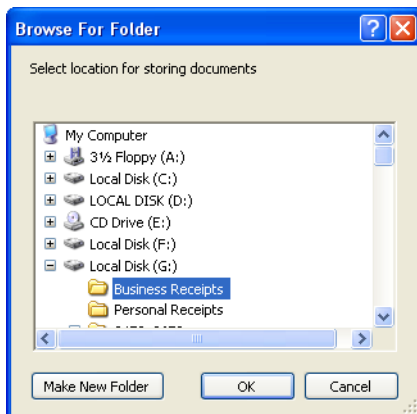 Browse For Folder
Select location for storing documents
My Computer
3½ Floppy (A:)
Local Disk (C:)
LOCAL DISK (D:)
CD Drive (E:)
Local Disk (F:)
Local Disk (G:)
Business Receipts
Personal Receipts
Make New Folder OK Cancel